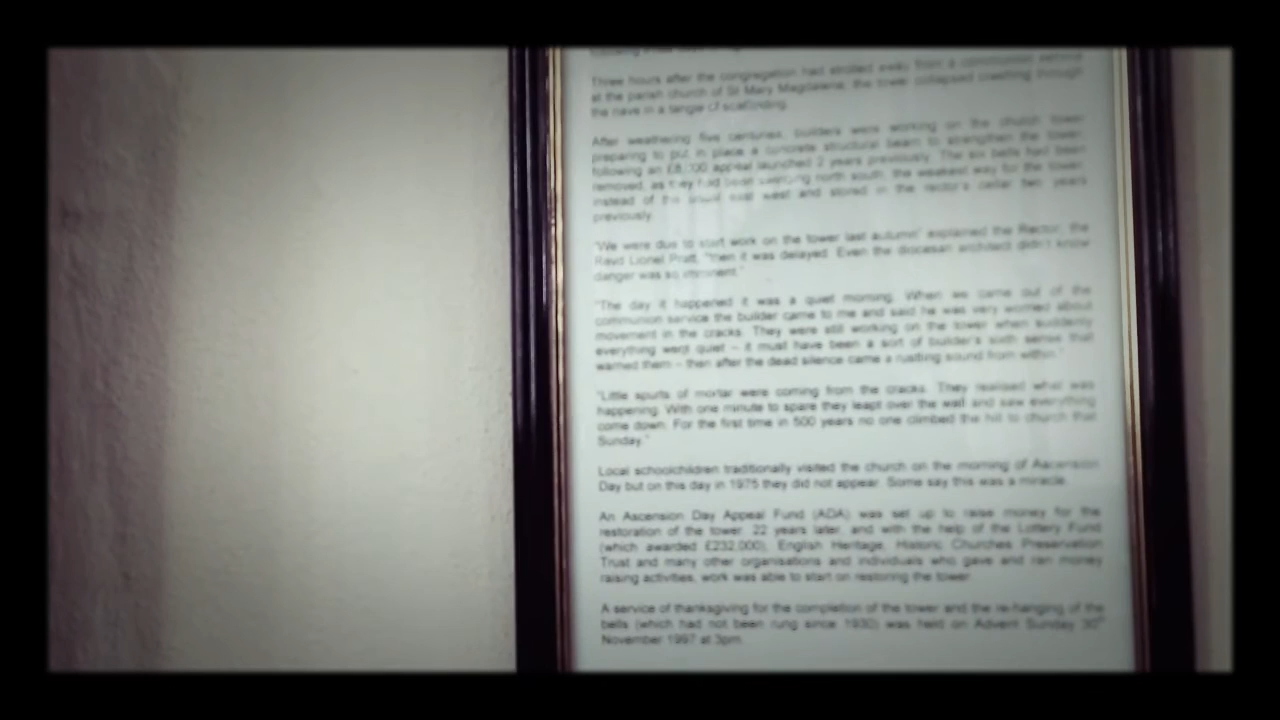 Three hours after the congregation had strolled away from a communion service
at the parish church of St Mary Magdalene, the tower collapsed crashing through
the nave in a tangle of scaffolding.
After weathering five centuries, builders were working on the church tower
preparing to put in place a concrete structural beam to strengthen the tower,
following an appeal launched 2 years previously. The six bells had been
removed, as they had been swinging north south, the weakest way for the tower,
instead of the usual east west and stored in the rector's cellar two years
previously.
"We were due to start work on the tower last autumn" explained the Rector, the
Revd Lionel Pratt, "then it was delayed. Even the diocesan architect didn't know
danger was so imminent."
"The day it happened it was a quiet morning. When we came out of the
communion service the builder came to me and said he was very worried about
movement in the cracks. They were still working on the tower when suddenly
everything went quiet – it must have been a sort of builder's sixth sense that
warned them – then after the dead silence came a rustling sound from within."
"Little spurts of mortar were coming from the cracks. They realised what was
happening. With one minute to spare they leapt over the wall and saw everything
come down. For the first time in 500 years no one climbed the hill to church that
Sunday."
Local schoolchildren traditionally visited the church on the morning of Ascension
Day but on this day in 1975 they did not appear. Some say this was a miracle.
An Ascension Day Appeal Fund (ADA) was set up to raise money for the
restoration of the tower. 22 years later, and with the help of the Lottery Fund
(which awarded £232,000), English Heritage, Historic Churches Preservation
Trust and many other organisations and individuals who gave and ran money
raising activities, work was able to start on restoring the tower.
A service of thanksgiving for the completion of the tower and the re-hanging of the
bells (which had not been rung since 1930) was held on Advent Sunday 30th
November 1997 at 3pm.